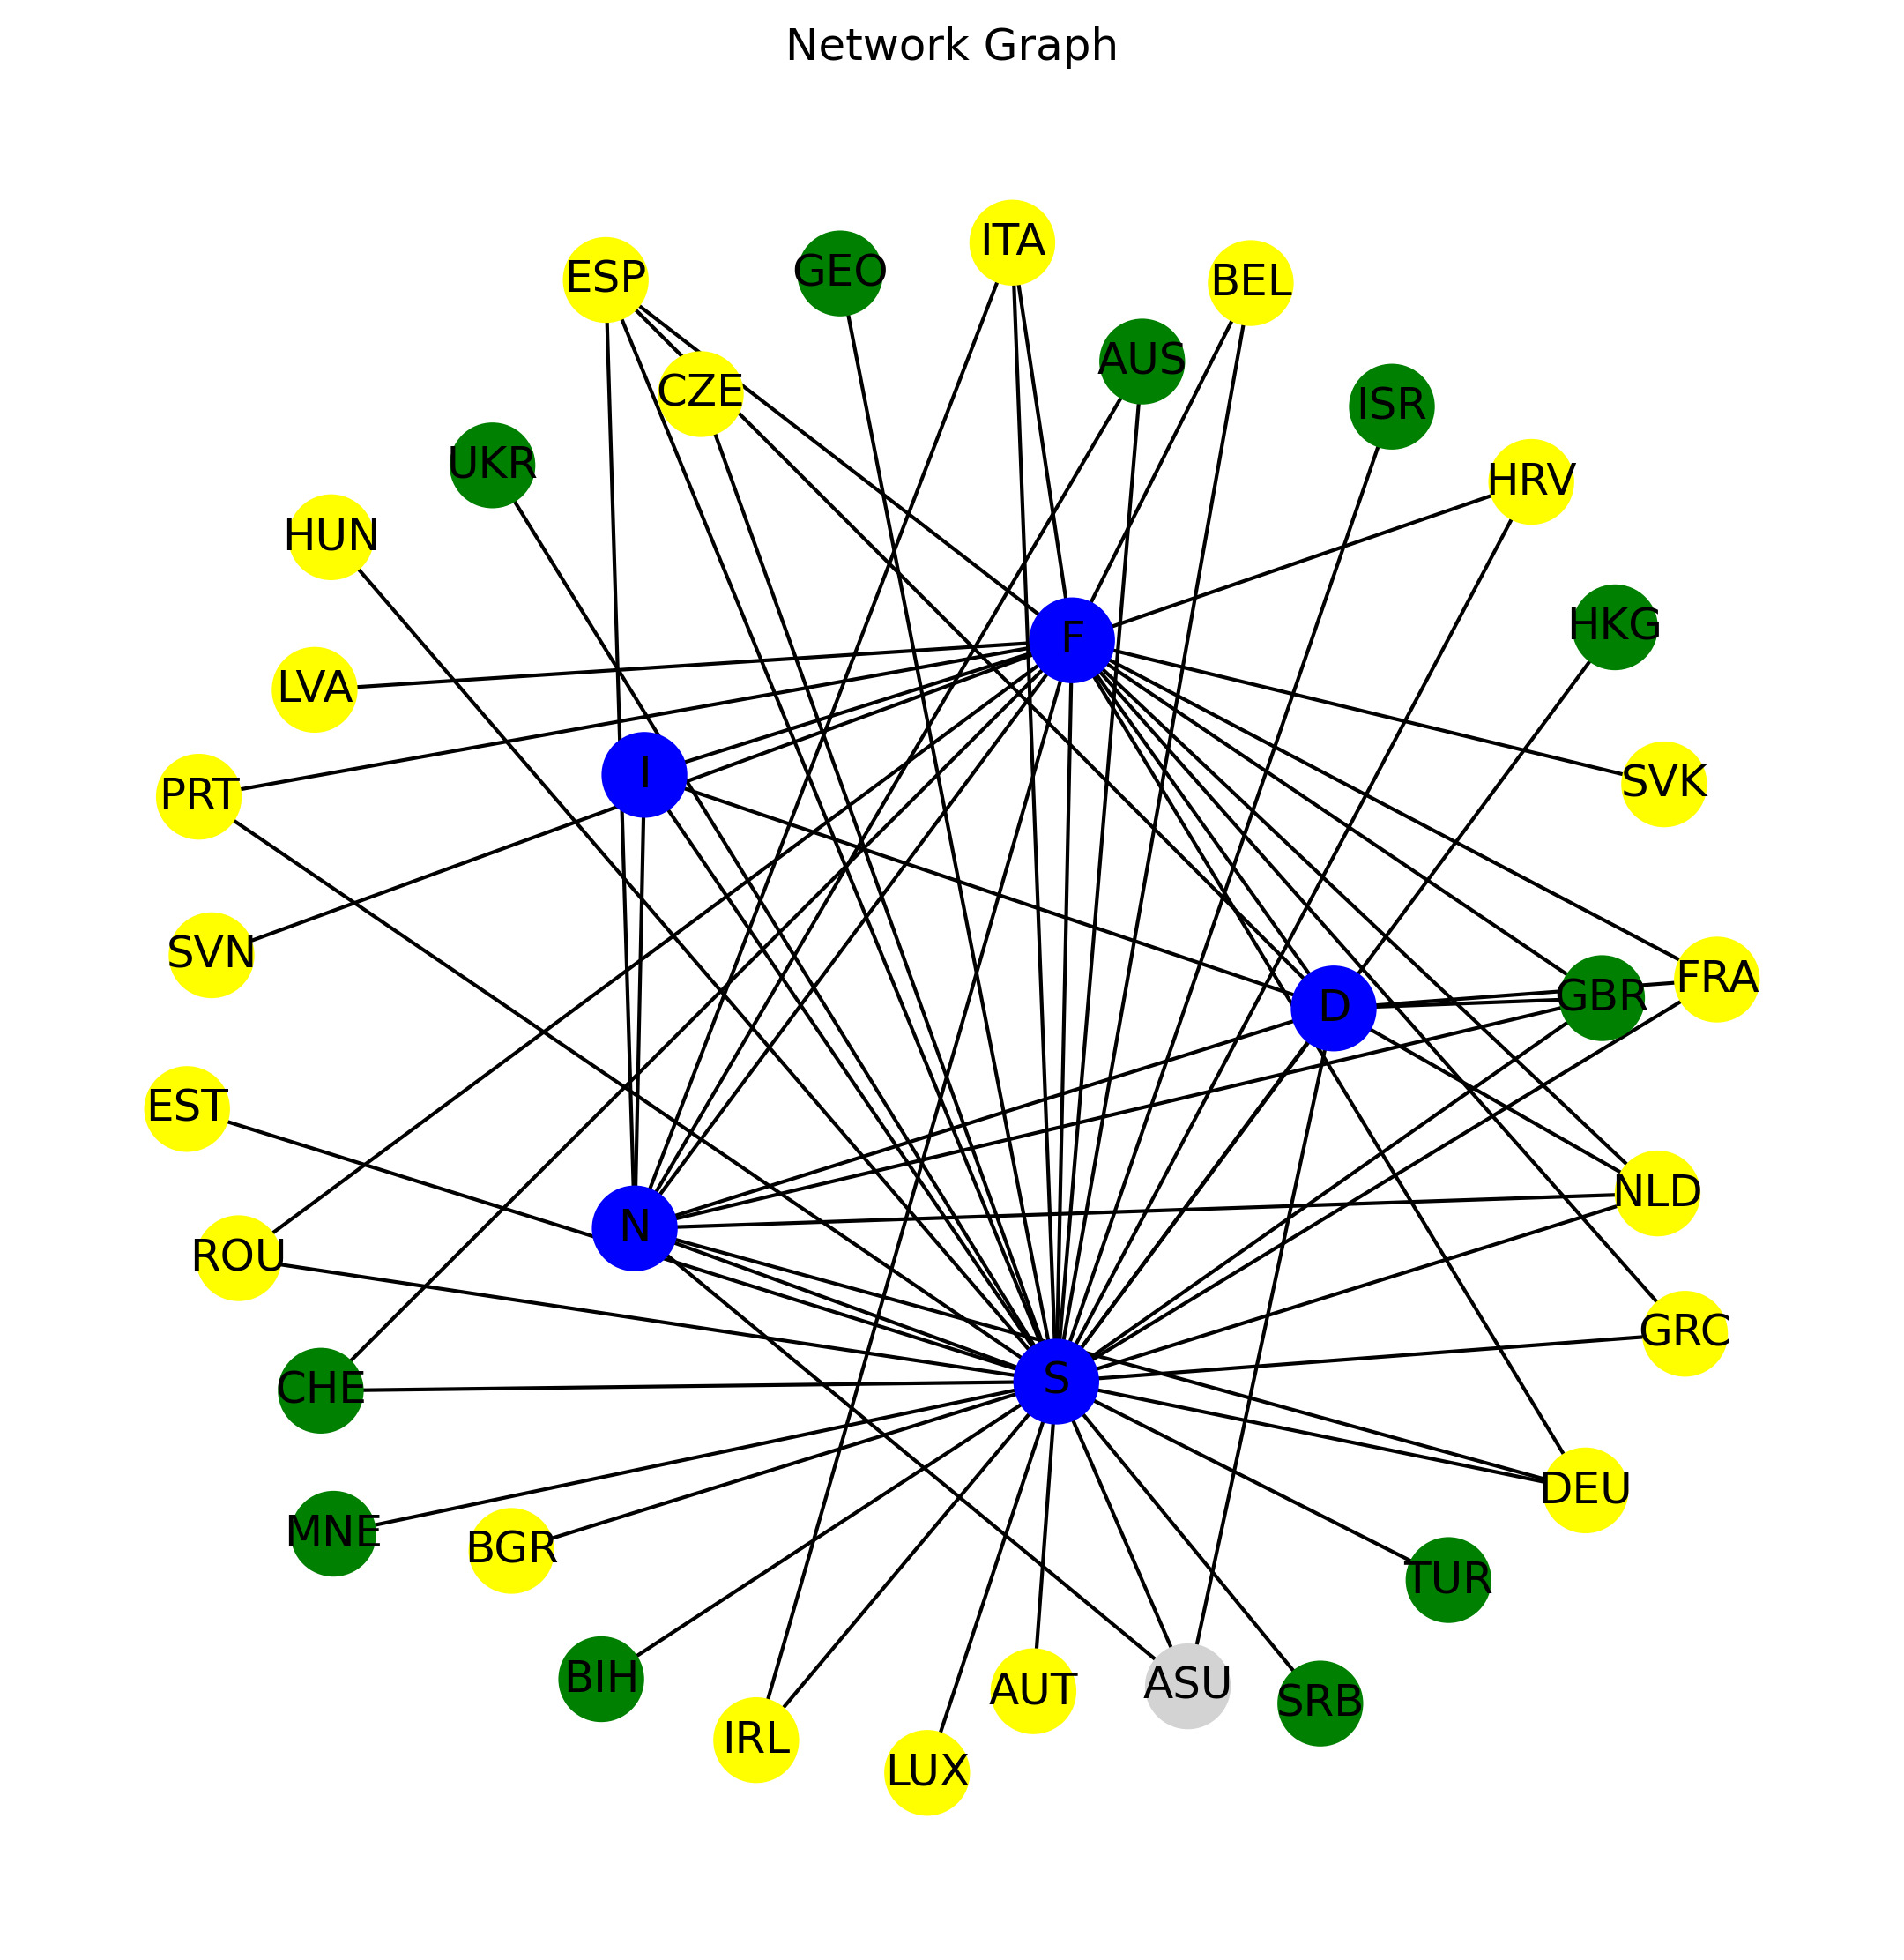 Network Graph
ITA
GEO
ESP
BEL
AUS
CZE
ISR
UKR
HRV
HUN
HKG
F
LVA
I
SVK
PRT
SVN
FRA
GBR
D
EST
NLD
N
ROU
GRC
S
CHE
DEU
MNE
BGR
TUR
BIH
ASU
AUT
SRB
IRL
LUX